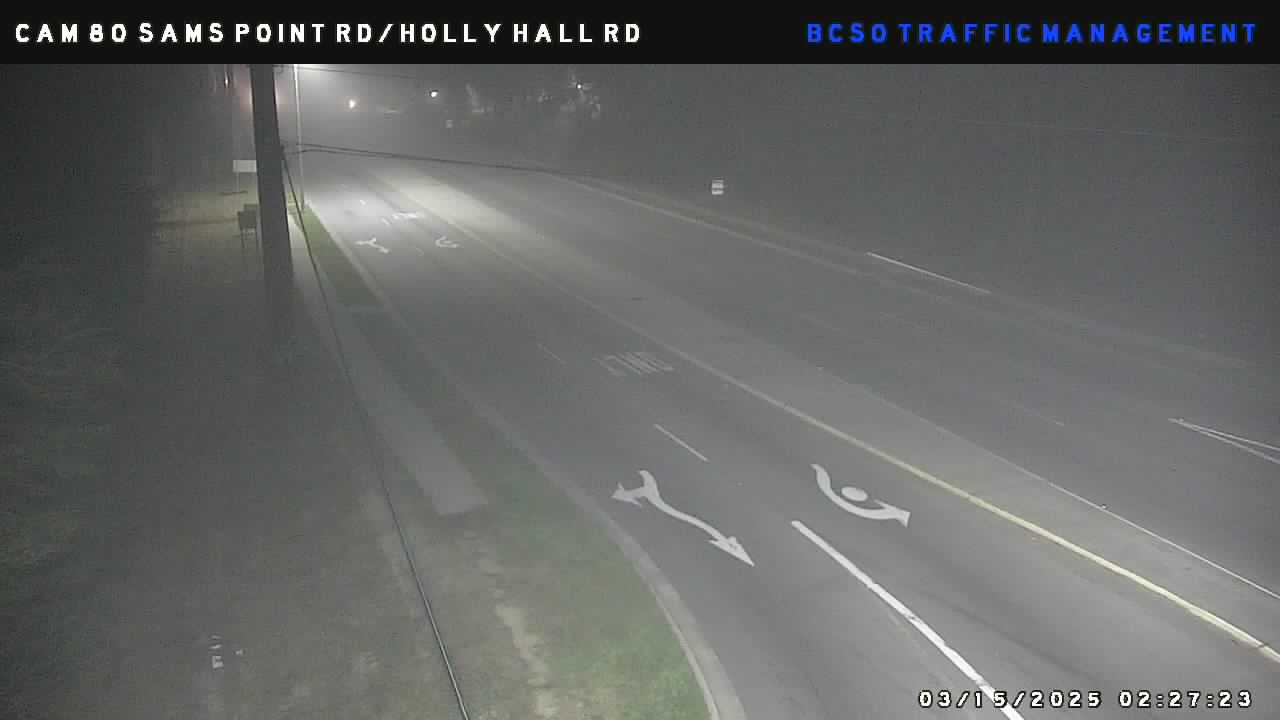 CAM 80 SAMS POINT RD/HOLLY HALL RD
BCSO TRAFFIC MANAGEMENT
ONLY
03/15/2025 02:27:23